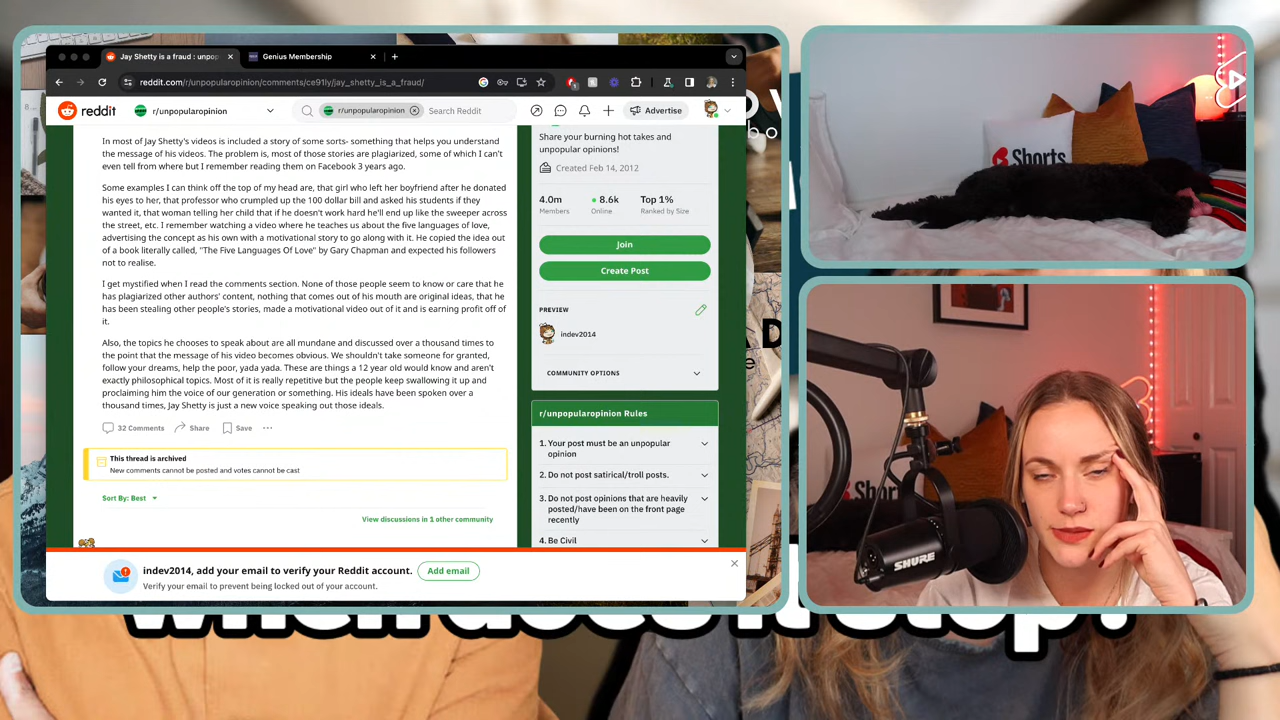 Jay Shetty is a fraud : unpop
Genius Membership
reddit.com/r/unpopularopinion/comments/ce91ly/jay_shetty_is_a_fraud/
reddit
r/unpopularopinion
r/unpopularopinion
Search Reddit
Advertise
In most of Jay Shetty's videos is included a story of some sorts- something that helps you understand
the message of his videos. The problem is, most of those stories are plagiarized, some of which I can't
even tell from where but I remember reading them on Facebook 3 years ago.
Some examples I can think off the top of my head are, that girl who left her boyfriend after he donated
his eyes to her, that professor who crumpled up the 100 dollar bill and asked his students if they
wanted it, that woman telling her child that if he doesn't work hard he'll end up like the sweeper across
the street, etc. I remember watching a video where he teaches us about the five languages of love,
advertising the concept as his own with a motivational story to go along with it. He copied the idea out
of a book literally called, "The Five Languages Of Love" by Gary Chapman and expected his followers
not to realise.
I get mystified when I read the comments section. None of those people seem to know or care that he
has plagiarized other authors' content, nothing that comes out of his mouth are original ideas, that he
has been stealing other people's stories, made a motivational video out of it and is earning profit off of
it.
Also, the topics he chooses to speak about are all mundane and discussed over a thousand times to
the point that the message of his video becomes obvious. We shouldn't take someone for granted,
follow your dreams, help the poor, yada yada. These are things a 12 year old would know and aren't
exactly philosophical topics. Most of it is really repetitive but the people keep swallowing it up and
proclaiming him the voice of our generation or something. His ideals have been spoken over a
thousand times, Jay Shetty is just a new voice speaking out those ideals.
32 Comments
Share
Save
This thread is archived
New comments cannot be posted and votes cannot be cast
Sort By: Best
View discussions in 1 other community
Share your burning hot takes and
unpopular opinions!
Created Feb 14, 2012
4.0m
8.6k
Top 1%
Members
Online
Ranked by Size
Join
Create Post
PREVIEW
indev2014
COMMUNITY OPTIONS
r/unpopularopinion Rules
1. Your post must be an unpopular
opinion
2. Do not post satirical/troll posts.
3. Do not post opinions that are heavily
posted/have been on the front page
recently
4. Be Civil
indev2014, add your email to verify your Reddit account.
Add email
Verify your email to prevent being locked out of your account.
Shorts
Short
SHURE
when does it stop?